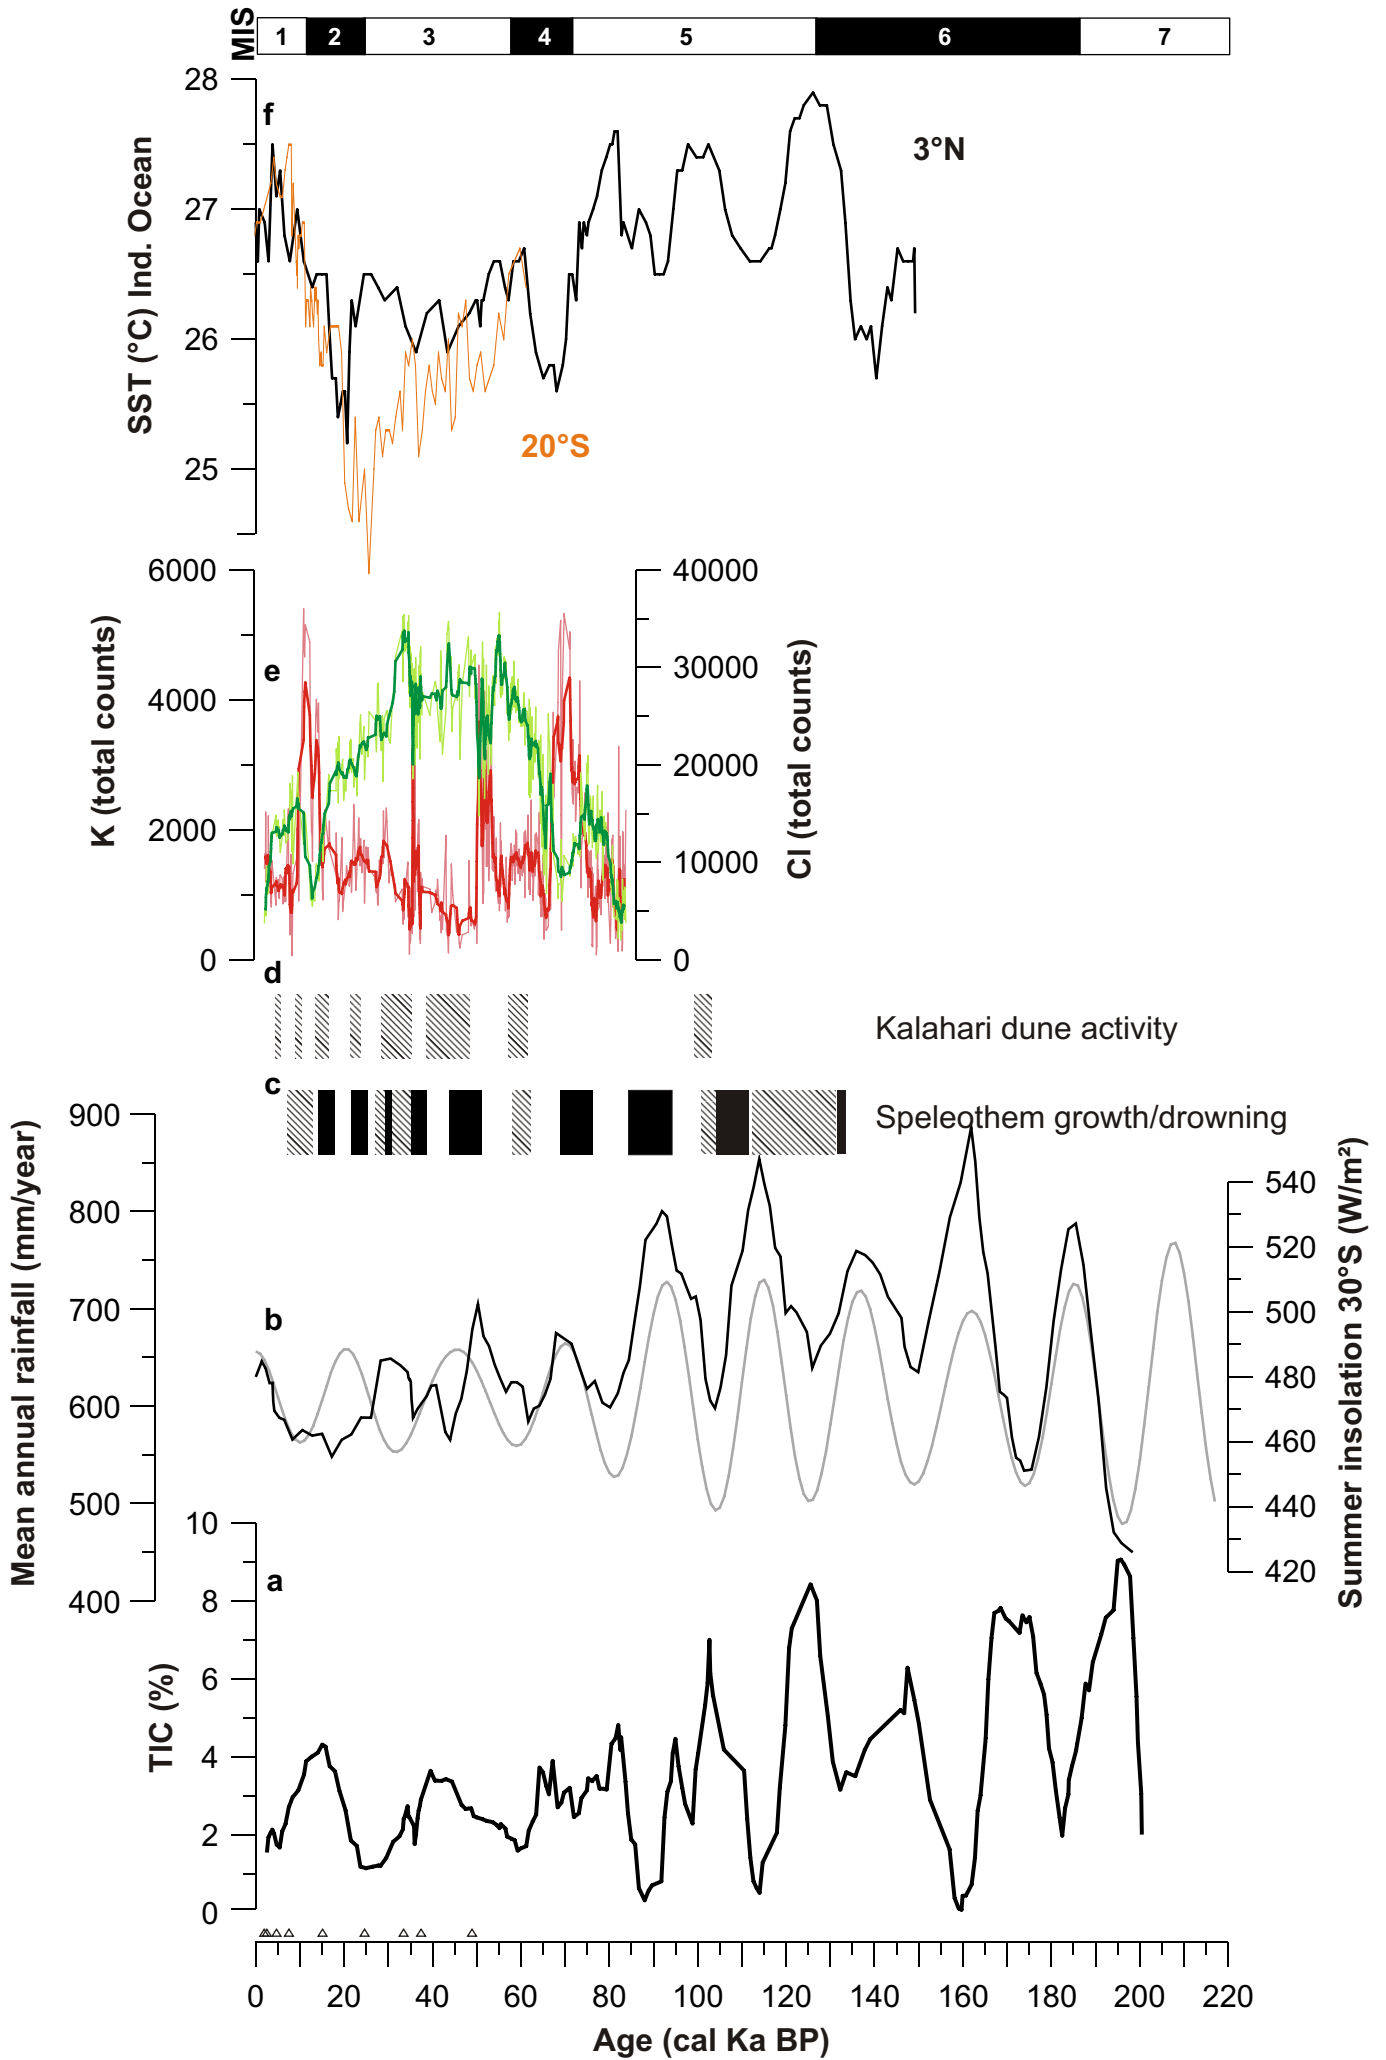 MIS 1 2 3 4 5 6 7
f
SST (°C) Ind. Ocean
28
27
26
25
3°N
20°S
e
K (total counts)
6000
4000
2000
0
Cl (total counts)
40000
30000
20000
10000
0
d
Kalahari dune activity
c
Speleothem growth/drowning
b
Mean annual rainfall (mm/year)
900
800
700
600
500
400
Summer insolation 30°S (W/m²)
540
520
500
480
460
440
420
a
TIC (%)
10
8
6
4
2
0
0 20 40 60 80 100 120 140 160 180 200 220
Age (cal Ka BP)